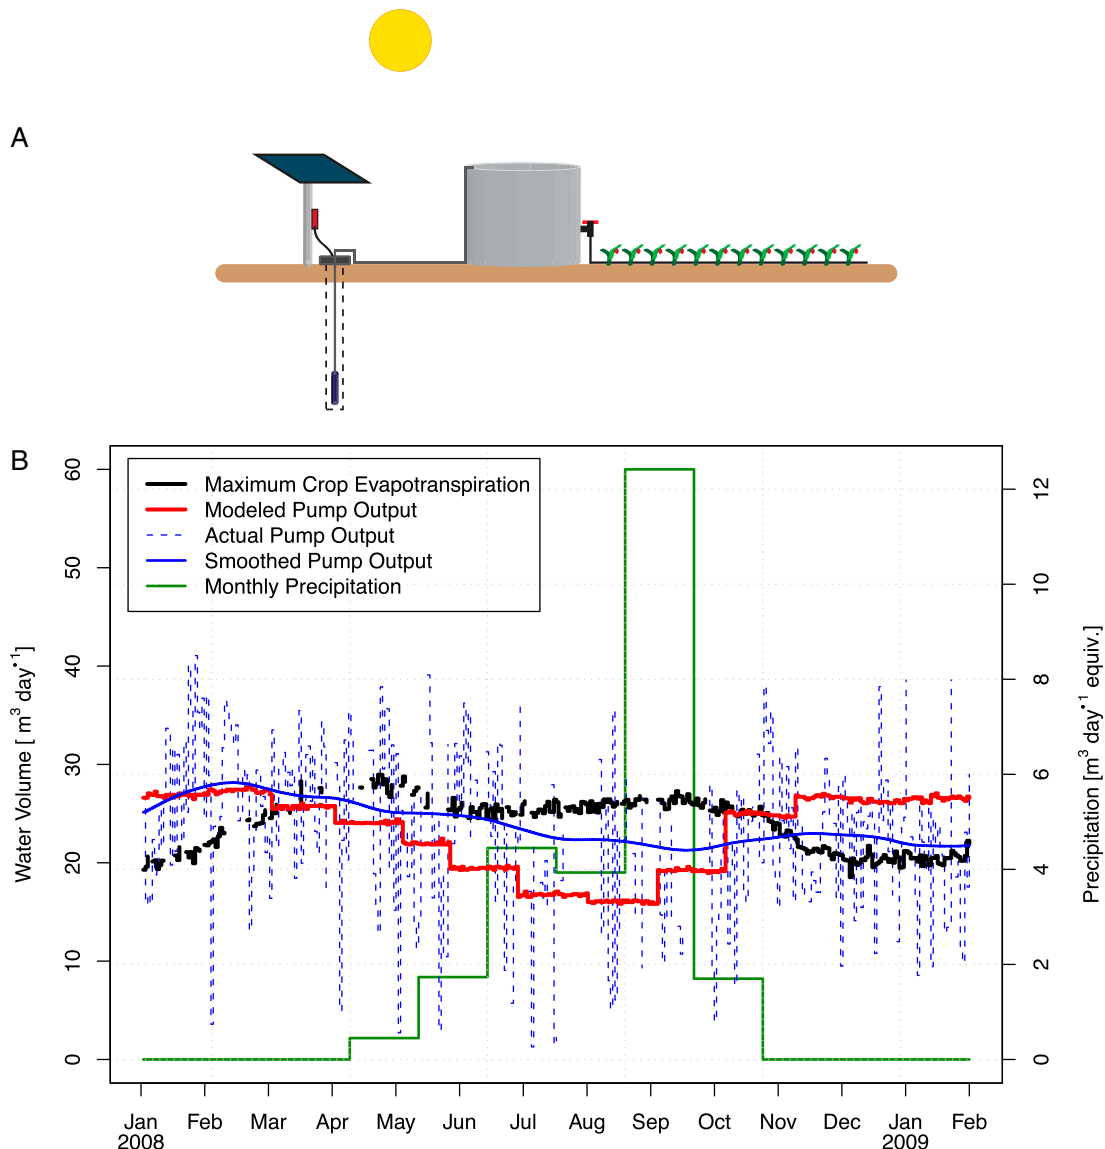 A
B
Maximum Crop Evapotranspiration
Modeled Pump Output
Actual Pump Output
Smoothed Pump Output
Monthly Precipitation
Water Volume [ m³ day⁻¹]
0 10 20 30 40 50 60
Precipitation [m³ day⁻¹ equiv.]
0 2 4 6 8 10 12
Jan Feb Mar Apr May Jun Jul Aug Sep Oct Nov Dec Jan Feb
2008 2009